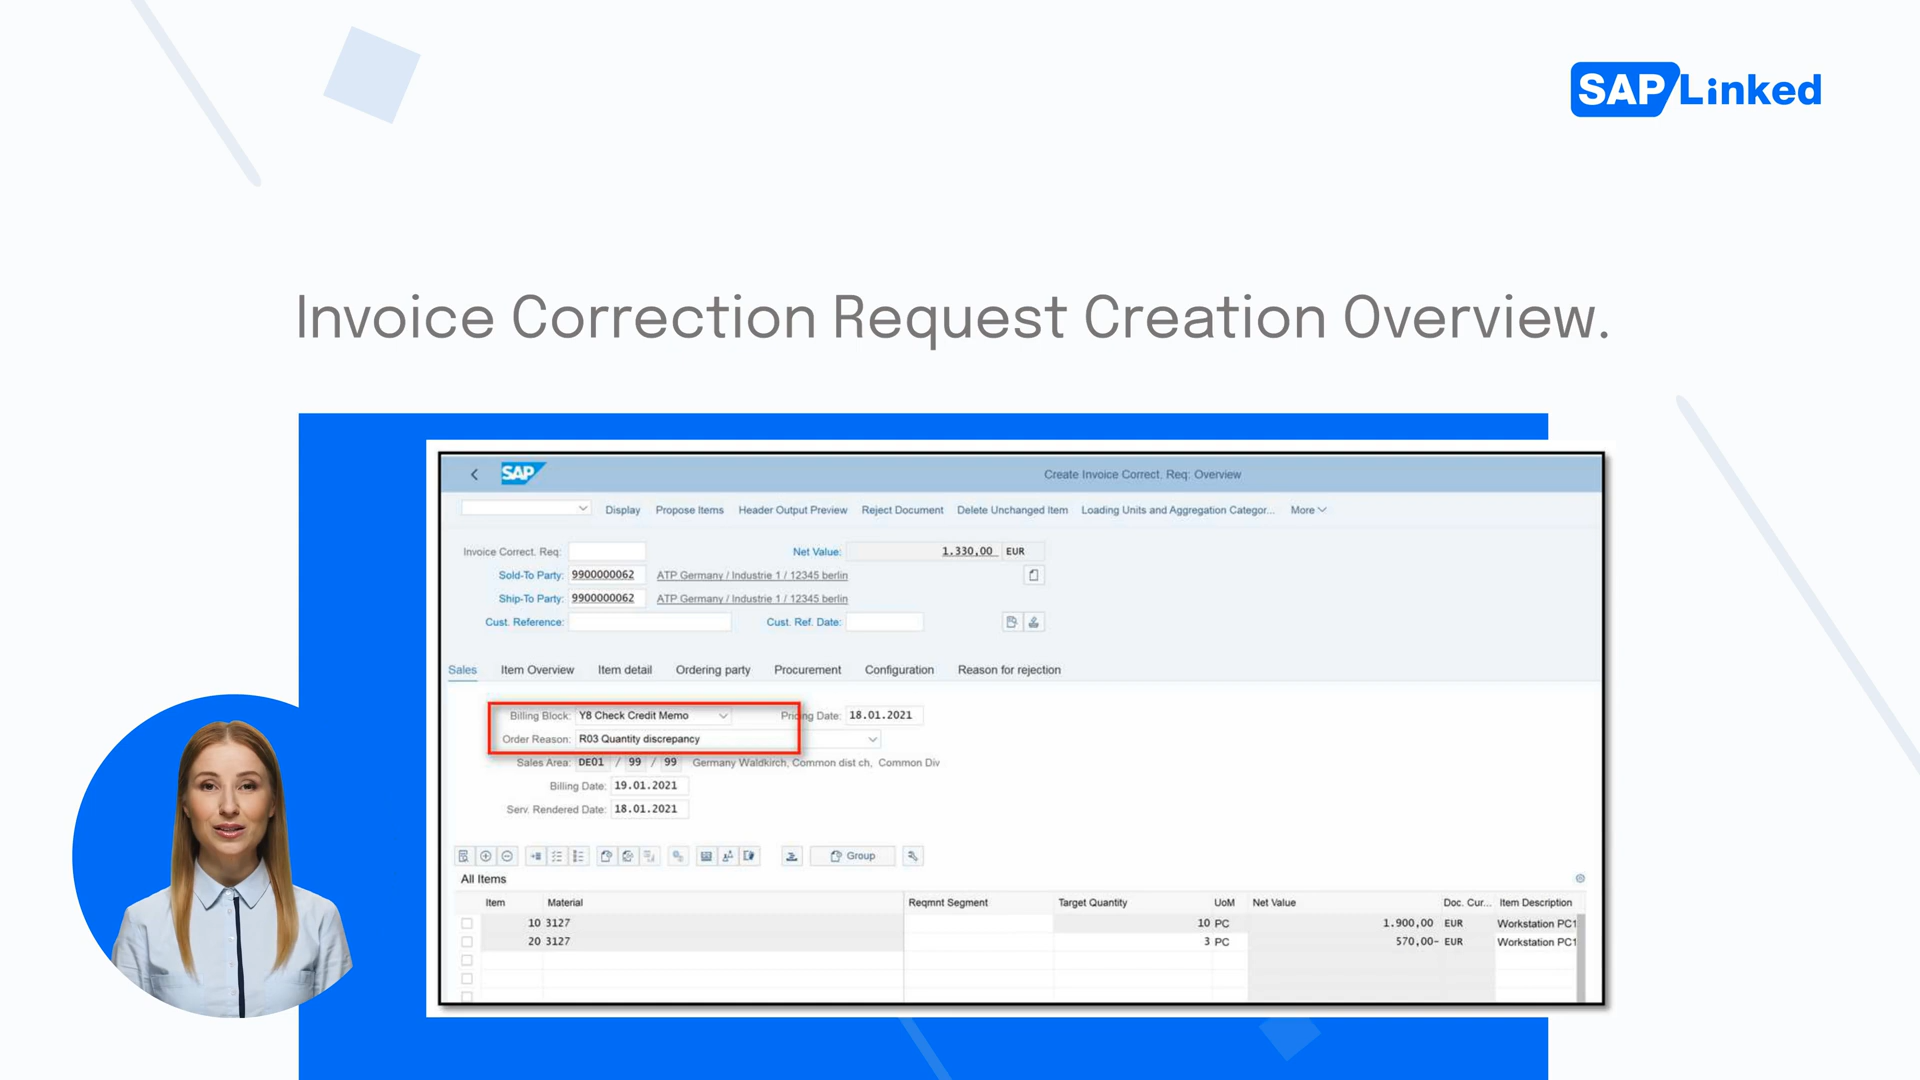 SAP Linked
Invoice Correction Request Creation Overview.
SAP
Create Invoice Correct. Req: Overview
Display Propose Items Header Output Preview Reject Document Delete Unchanged Item Loading Units and Aggregation Categor... More
Invoice Correct. Req: Net Value: 1.330,00 EUR
Sold-To Party: 9900000062 ATP Germany / Industrie 1 / 12345 berlin
Ship-To Party: 9900000062 ATP Germany / Industrie 1 / 12345 berlin
Cust. Reference: Cust. Ref. Date:
Sales Item Overview Item detail Ordering party Procurement Configuration Reason for rejection
Billing Block: Y8 Check Credit Memo Pricing Date: 18.01.2021
Order Reason: R03 Quantity discrepancy
Sales Area: DE01 / 99 / 99 Germany Waldkirch, Common dist ch, Common Div
Billing Date: 19.01.2021
Serv. Rendered Date: 18.01.2021
Group
All Items
Item Material Reqmnt Segment Target Quantity UoM Net Value Doc. Cur... Item Description
10 3127 10 PC 1.900,00 EUR Workstation PC1
20 3127 3 PC 570,00- EUR Workstation PC1